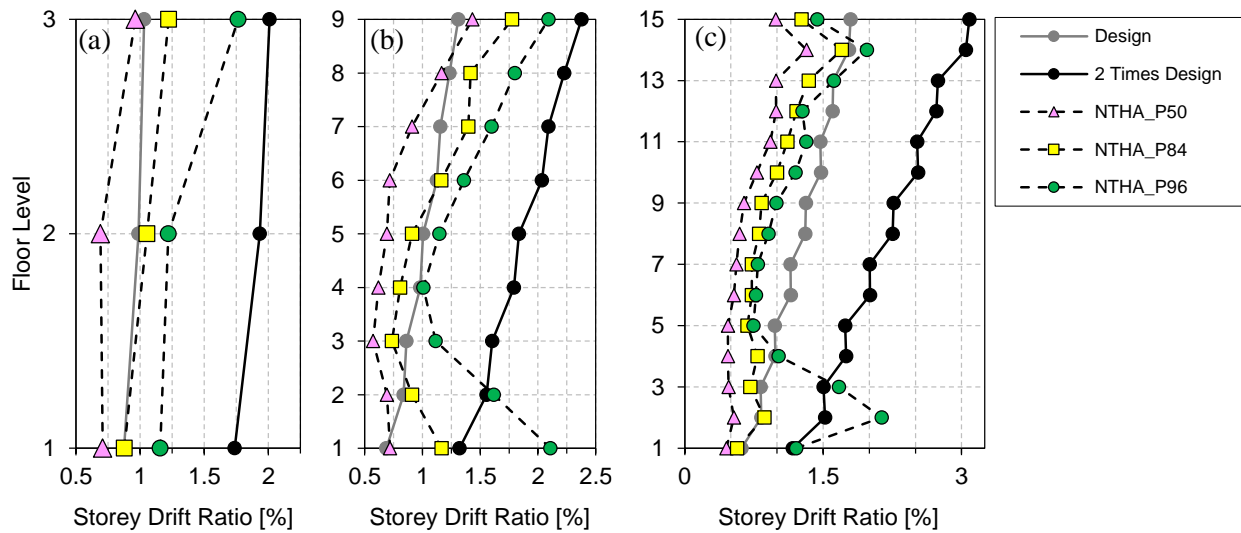 3
2
1
(a)
0.5
1
1.5
2
Floor Level
Storey Drift Ratio [%]
9
8
7
6
5
4
3
2
1
(b)
0.5
1
1.5
2
2.5
Storey Drift Ratio [%]
15
13
11
9
7
5
3
1
(c)
0
1.5
3
Storey Drift Ratio [%]
Design
2 Times Design
NTHA_P50
NTHA_P84
NTHA_P96